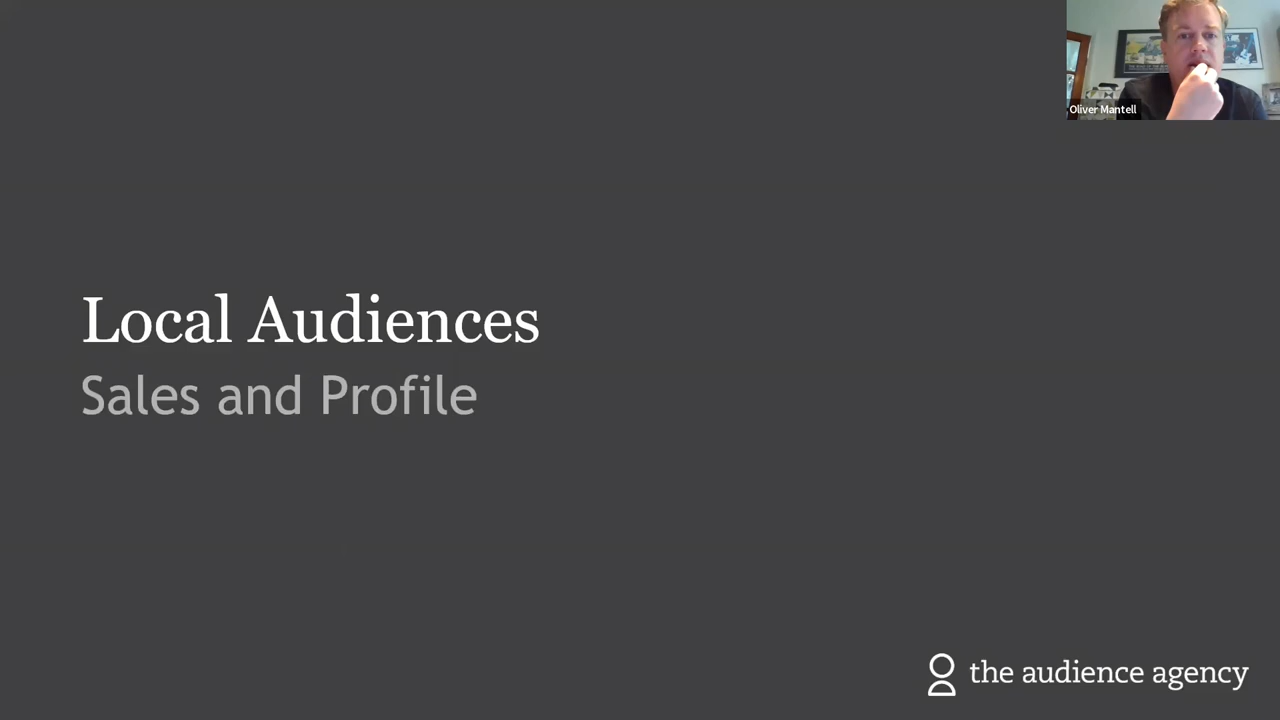 Oliver Mantell
Local Audiences
Sales and Profile
the audience agency